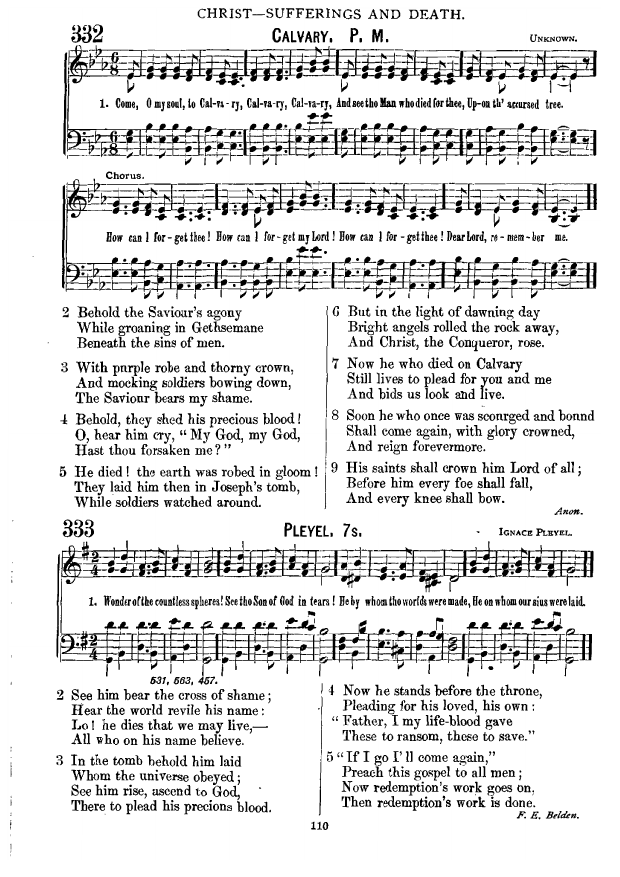 CHRIST—SUFFERINGS AND DEATH.
332 CALVARY. P. M. UNKNOWN.
1. Come, O my soul, to Cal-va-ry, Cal-va-ry, Cal-va-ry, And see the Man who died for thee, Up-on th' accursed tree.
Chorus.
How can I for-get thee! How can I for-get my Lord! How can I for-get thee! Dear Lord, re-mem-ber me.
2 Behold the Saviour's agony
While groaning in Gethsemane
Beneath the sins of men.
3 With purple robe and thorny crown,
And mocking soldiers bowing down,
The Saviour bears my shame.
4 Behold, they shed his precious blood!
O, hear him cry, "My God, my God,
Hast thou forsaken me?"
5 He died! the earth was robed in gloom!
They laid him then in Joseph's tomb,
While soldiers watched around.
6 But in the light of dawning day
Bright angels rolled the rock away,
And Christ, the Conqueror, rose.
7 Now he who died on Calvary
Still lives to plead for you and me
And bids us look and live.
8 Soon he who once was scourged and bound
Shall come again, with glory crowned,
And reign forevermore.
9 His saints shall crown him Lord of all;
Before him every foe shall fall,
And every knee shall bow.
Anon.
333 PLEYEL. 7s. IGNACE PLEYEL.
1. Wonder of the countless spheres! See the Son of God in tears! He by whom the worlds were made, He on whom our sins were laid.
531, 563, 457.
2 See him bear the cross of shame;
Hear the world revile his name:
Lo! he dies that we may live,—
All who on his name believe.
3 In the tomb behold him laid
Whom the universe obeyed;
See him rise, ascend to God,
There to plead his precious blood.
4 Now he stands before the throne,
Pleading for his loved, his own:
"Father, I my life-blood gave
These to ransom, these to save."
5 "If I go I'll come again,"
Preach this gospel to all men;
Now redemption's work goes on,
Then redemption's work is done.
F. E. Belden.
110